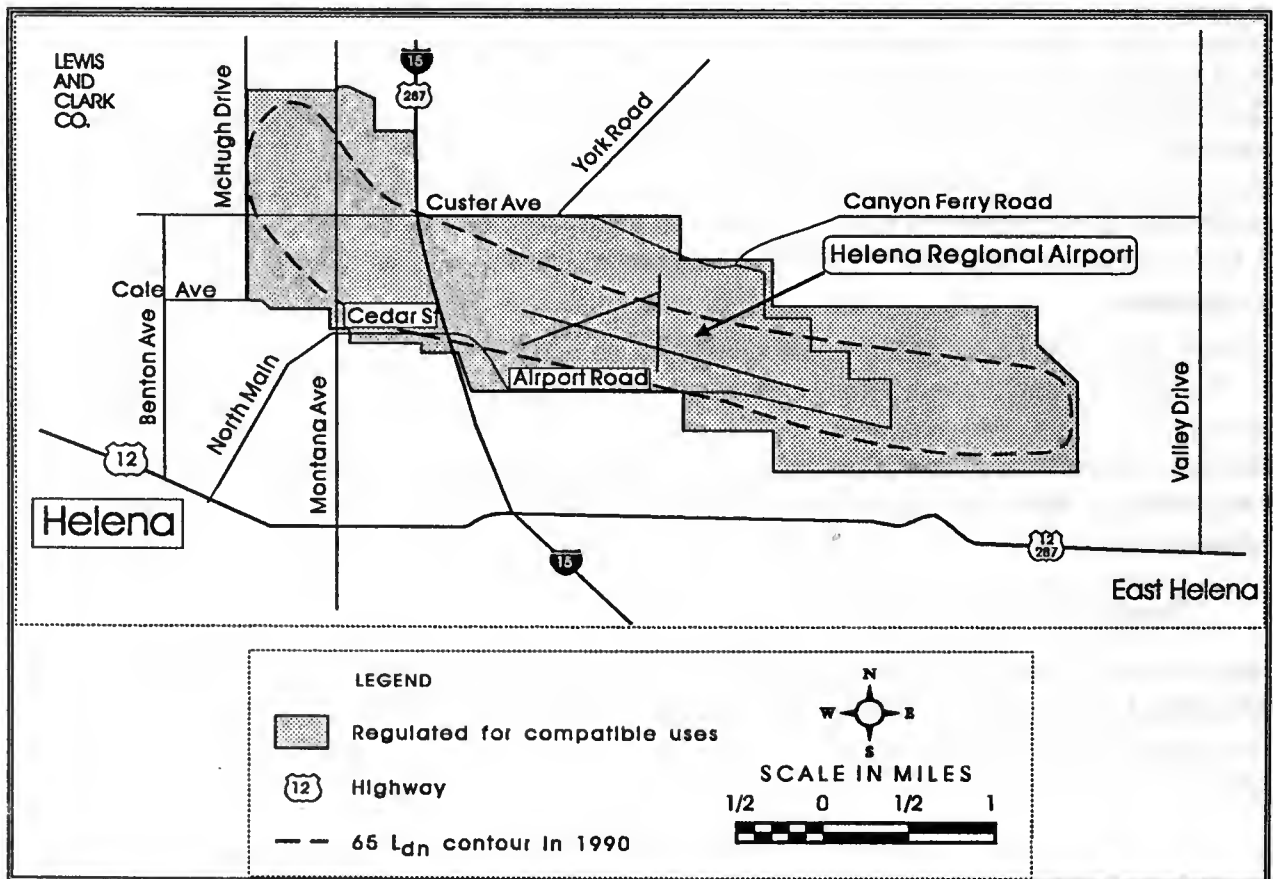 LEWIS
AND
CLARK
CO.
McHugh Drive
15
287
York Road
Custer Ave
Canyon Ferry Road
Helena Regional Airport
Cole Ave
Cedar St
Benton Ave
North Main
Montana Ave
Airport Road
Valley Drive
12
Helena
15
12
287
East Helena
LEGEND
Regulated for compatible uses
12
Highway
65 Ldn contour in 1990
N
W
E
S
SCALE IN MILES
1/2 0 1/2 1